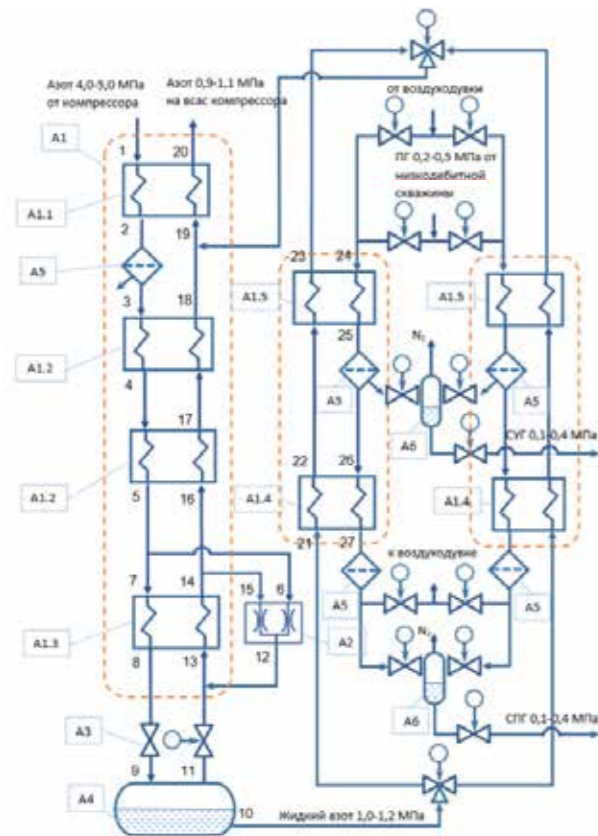 Азот 4,0-5,0 МПа
от компрессора
Азот 0,9-1,1 МПа
на всас компрессора
от воздуходувки
A1
1
20
ПГ 0,2-0,5 МПа от
низкодебитной
скважины
A1.1
2
19
A5
23
24
3
18
A1.5
A1.5
25
A1.2
4
N₂
A5
A5
17
A6
СУГ 0,1-0,4 МПа
A1.2
22
26
5
16
A1.4
A1.4
21
27
к воздуходувке
7
14
15
6
A5
A5
A1.3
A2
N₂
8
13
12
A6
СПГ 0,1-0,4 МПа
A3
9
11
A4
10
Жидкий азот 1,0-1,2 МПа